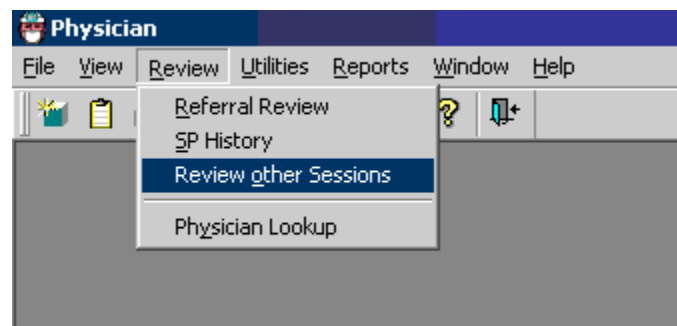 Physician
File View Review Utilities Reports Window Help
Referral Review
SP History
Review other Sessions
Physician Lookup